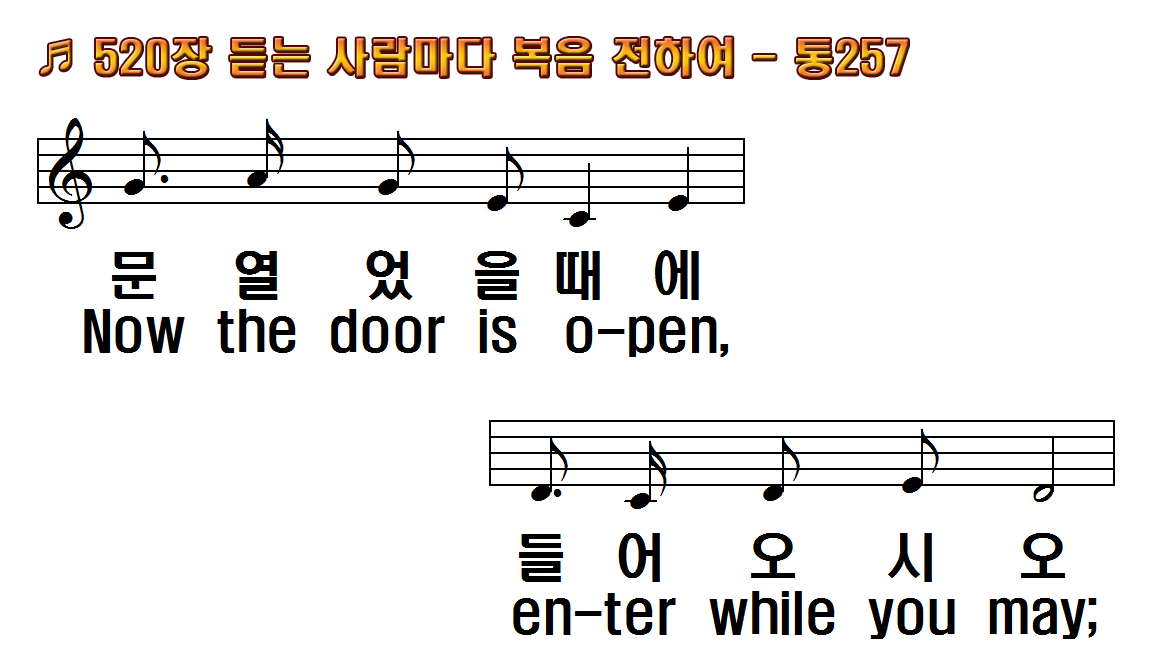 ♬ 520장 듣는 사람마다 복음 전하여 - 통257
문 열 었 을 때 에
Now the door is o-pen,
들 어 오 시 오
en-ter while you may;